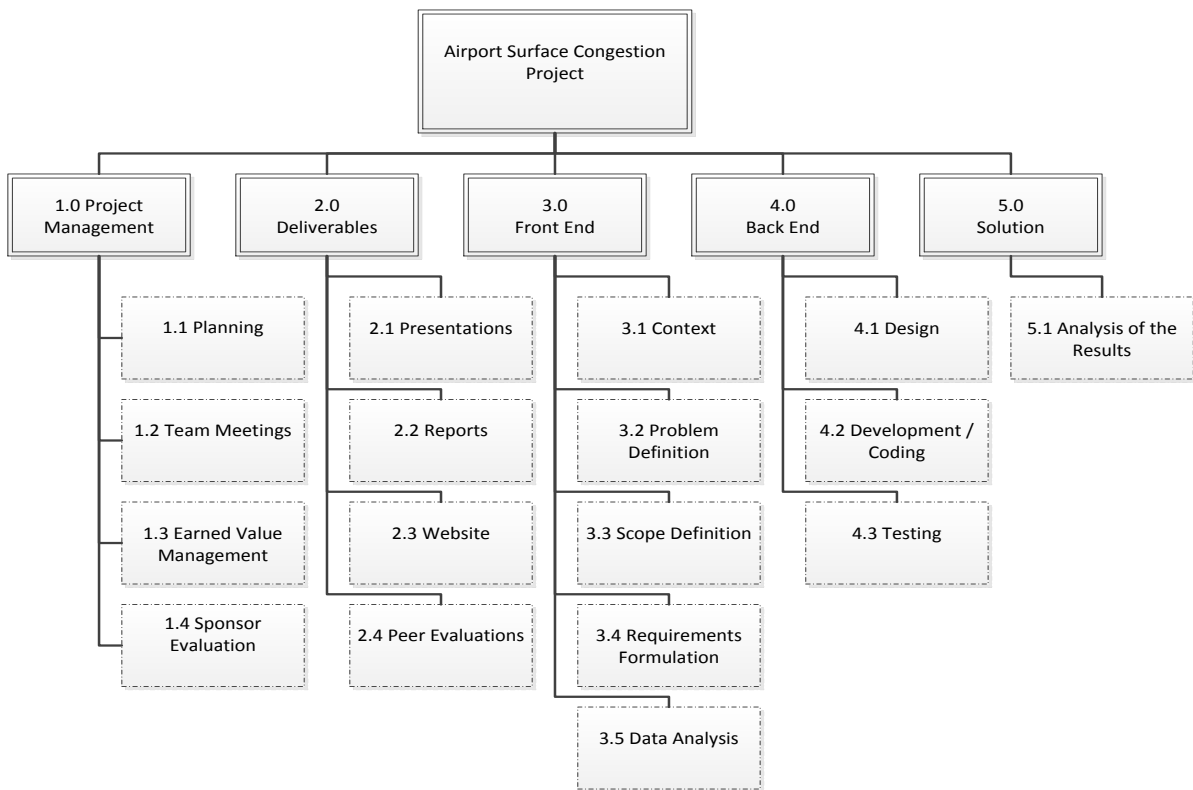 Airport Surface Congestion
Project
1.0 Project
Management
2.0
Deliverables
3.0
Front End
4.0
Back End
5.0
Solution
1.1 Planning
1.2 Team Meetings
1.3 Earned Value
Management
1.4 Sponsor
Evaluation
2.1 Presentations
2.2 Reports
2.3 Website
2.4 Peer Evaluations
3.1 Context
3.2 Problem
Definition
3.3 Scope Definition
3.4 Requirements
Formulation
3.5 Data Analysis
4.1 Design
4.2 Development /
Coding
4.3 Testing
5.1 Analysis of the
Results